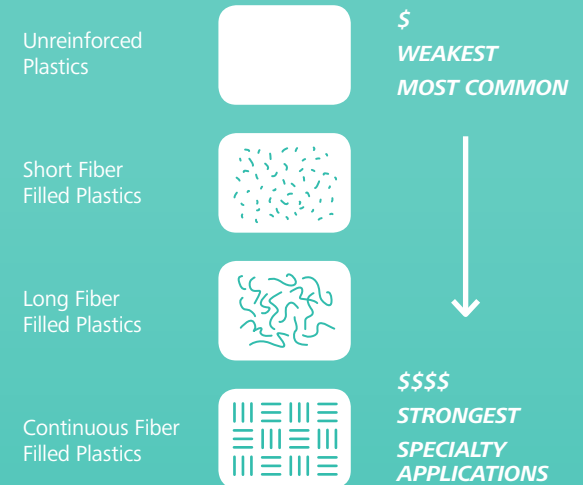 Unreinforced
Plastics
$
WEAKEST
MOST COMMON
Short Fiber
Filled Plastics
Long Fiber
Filled Plastics
Continuous Fiber
Filled Plastics
$$$$
STRONGEST
SPECIALTY
APPLICATIONS